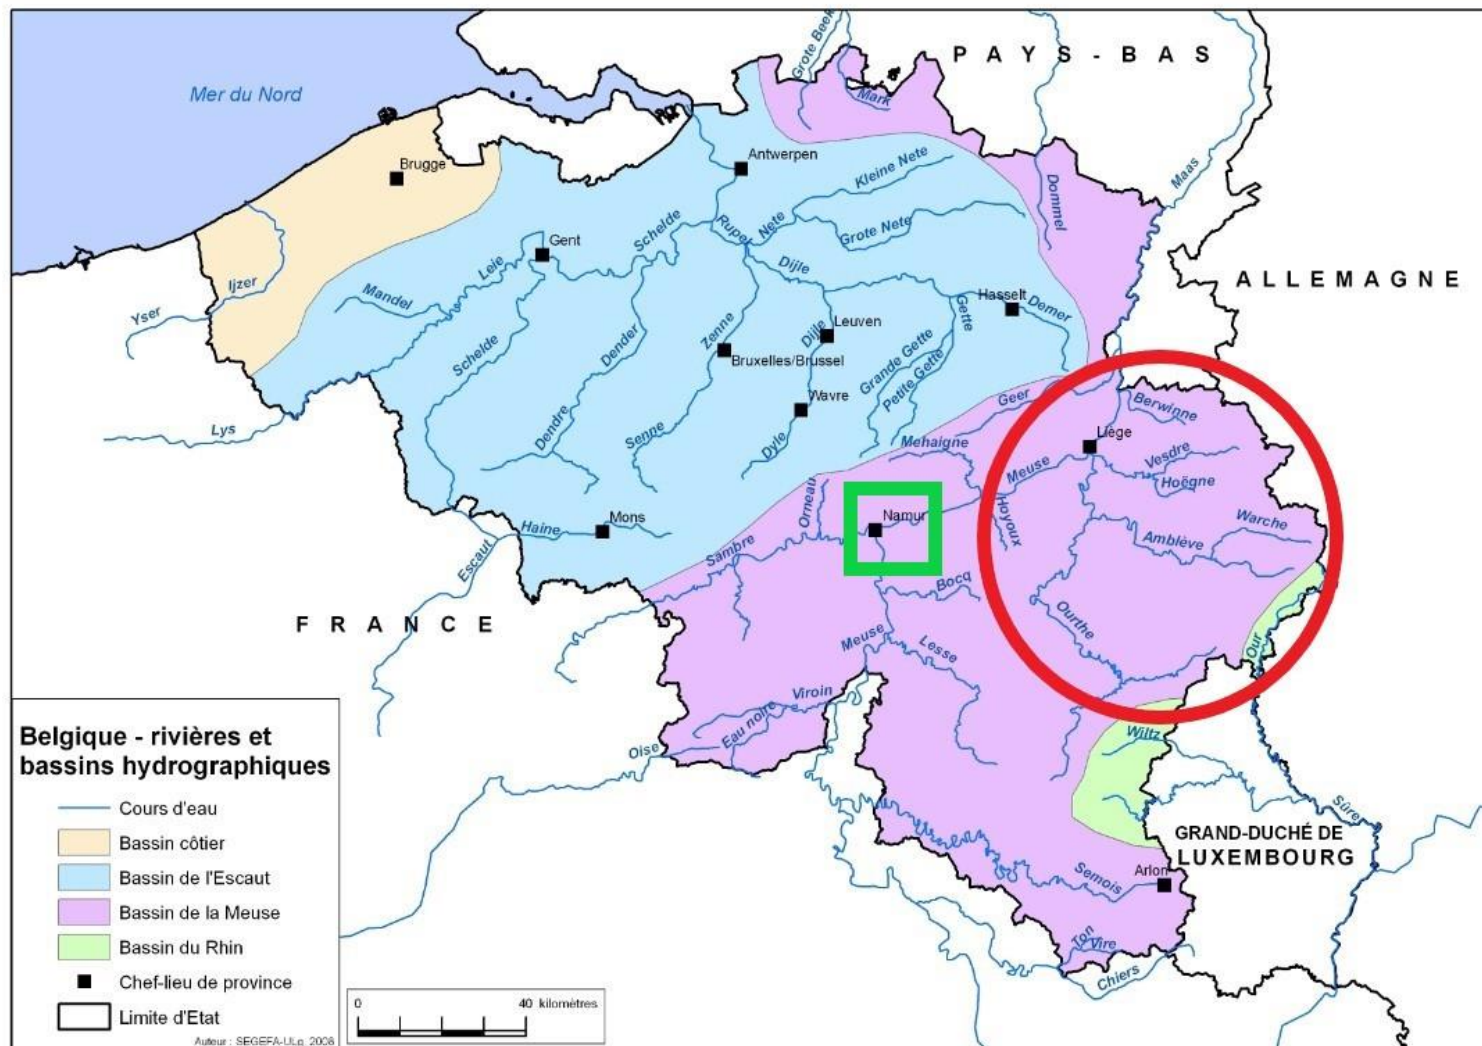 PAYS-BAS
Grote Beek
Mer du Nord
Mark
Maas
Antwerpen
Brugge
Kleine Nete
Dommel
Schelde
Rupel
Nete
Grote Nete
Gent
Leie
Dijle
ALLEMAGNE
Ijzer
Yser
Mandel
Hasselt
Demer
Gette
Schelde
Dender
Zenne
Dijle
Leuven
Bruxelles/Brussel
Grande Gette
Petite Gette
Wavre
Geer
Berwinne
Lys
Dendre
Senne
Dyle
Mehaigne
Liège
Meuse
Vesdre
Hoëgne
Orneau
Hoyoux
Namur
Warche
Haine
Mons
Escaut
Sambre
Amblève
Bocq
FRANCE
Ourthe
Meuse
Lesse
Our
Viroin
Eau noire
Oise
Wiltz
Sûre
GRAND-DUCHÉ DE
LUXEMBOURG
Arlon
Semois
Ton
Vire
Chiers
Belgique - rivières et
bassins hydrographiques
Cours d'eau
Bassin côtier
Bassin de l'Escaut
Bassin de la Meuse
Bassin du Rhin
Chef-lieu de province
Limite d'Etat
Auteur : SEGEFA-ULg, 2008
0 40 kilomètres